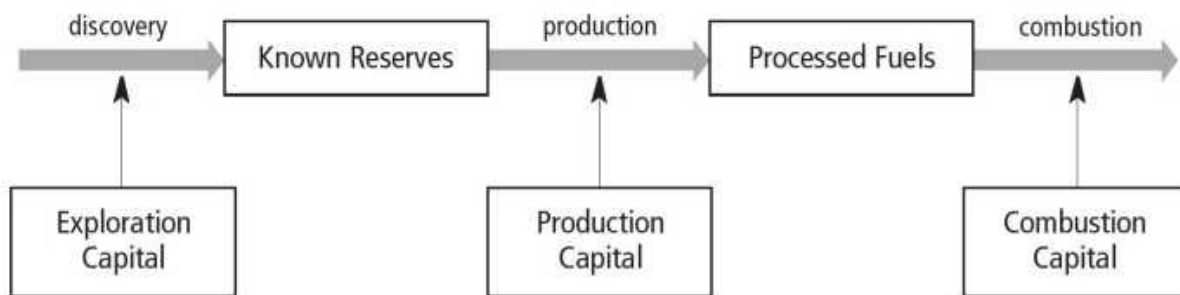 discovery
production
combustion
Known Reserves
Processed Fuels
Exploration
Capital
Production
Capital
Combustion
Capital